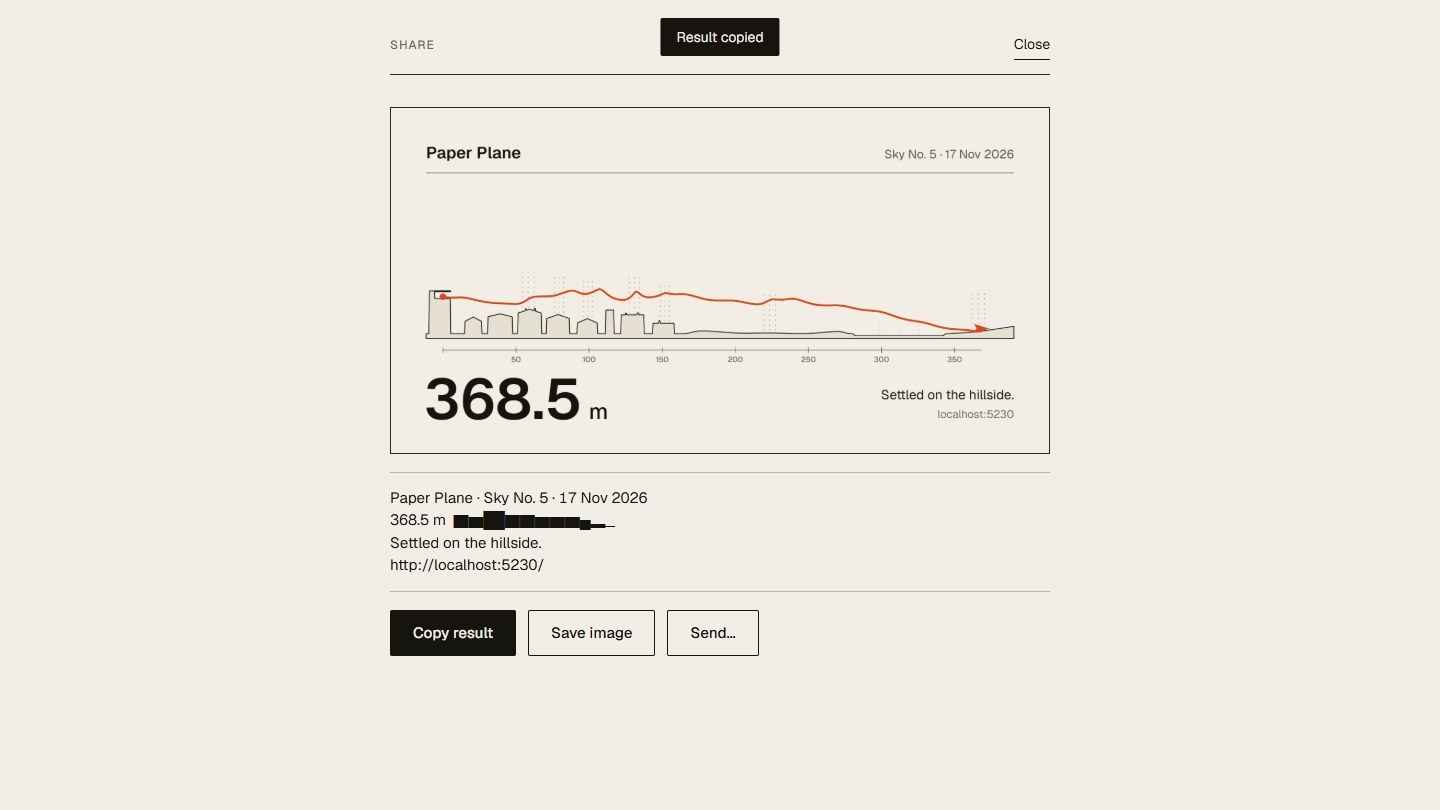 SHARE
Result copied
Close
Paper Plane
Sky No. 5 · 17 Nov 2026
50 100 150 200 250 300 350
368.5 m
Settled on the hillside.
localhost:5230
Paper Plane · Sky No. 5 · 17 Nov 2026
368.5 m
Settled on the hillside.
http://localhost:5230/
Copy result
Save image
Send...